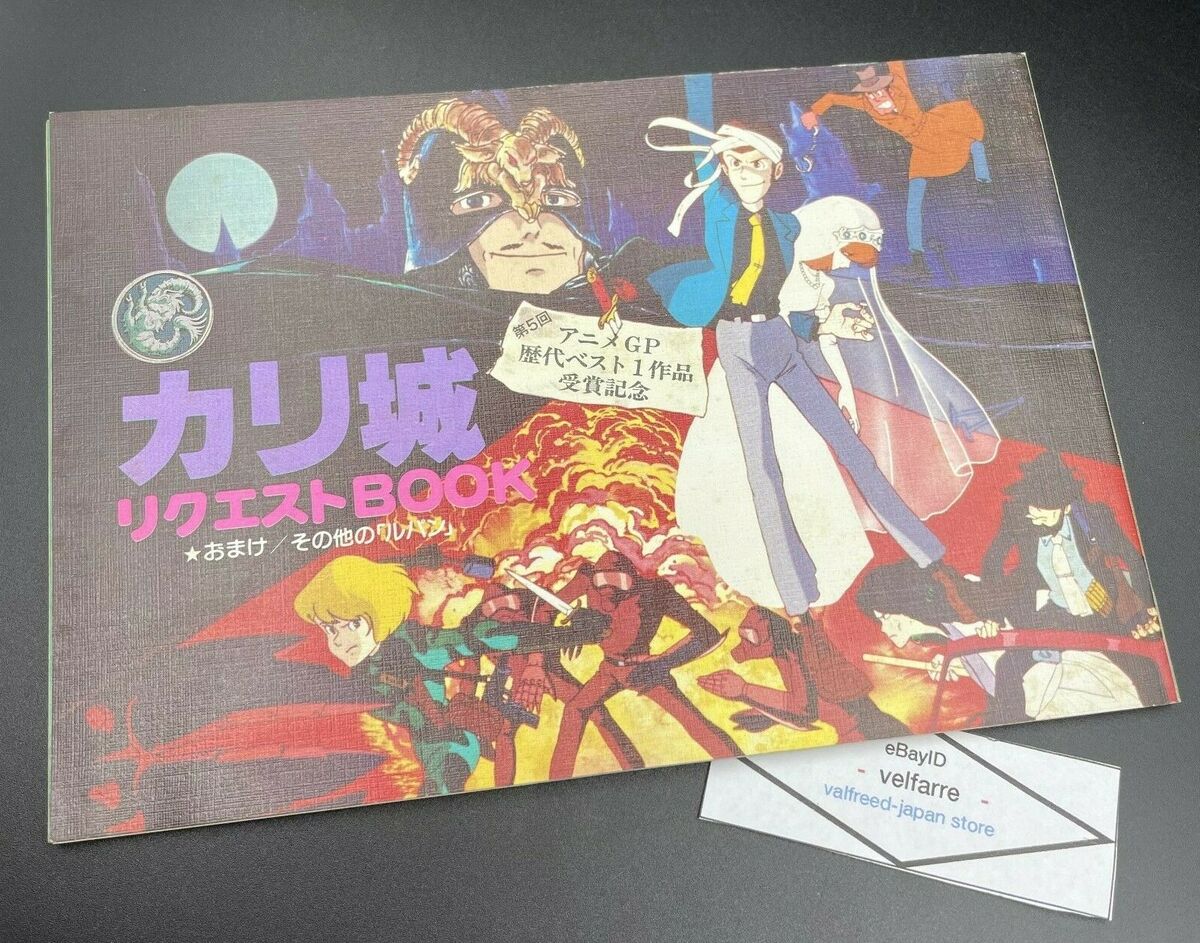 第5回
アニメGP
歴代ベスト1作品
受賞記念
カリ城
リクエストBOOK
★おまけ/その他の「ルパン」
eBayID
- velfarre -
valfreed-japan store